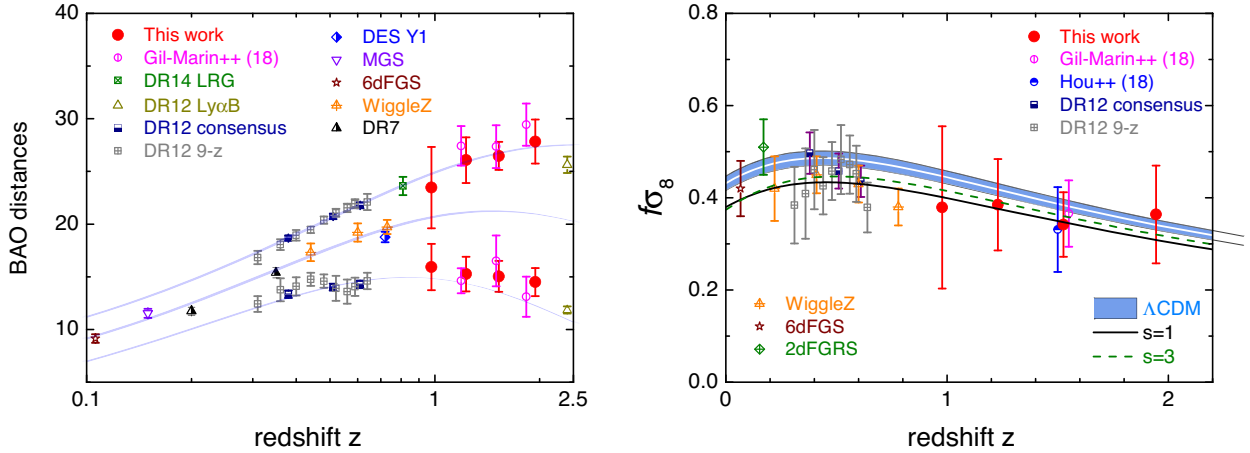 40
30
20
10
BAO distances
This work
Gil-Marin++ (18)
DR14 LRG
DR12 LyαB
DR12 consensus
DR12 9-z
DES Y1
MGS
6dFGS
WiggleZ
DR7
0.1
1
2.5
redshift z
0.8
0.6
0.4
0.2
0.0
fσ8
This work
Gil-Marin++ (18)
Hou++ (18)
DR12 consensus
DR12 9-z
WiggleZ
6dFGS
2dFGRS
ΛCDM
s=1
s=3
0
1
2
redshift z